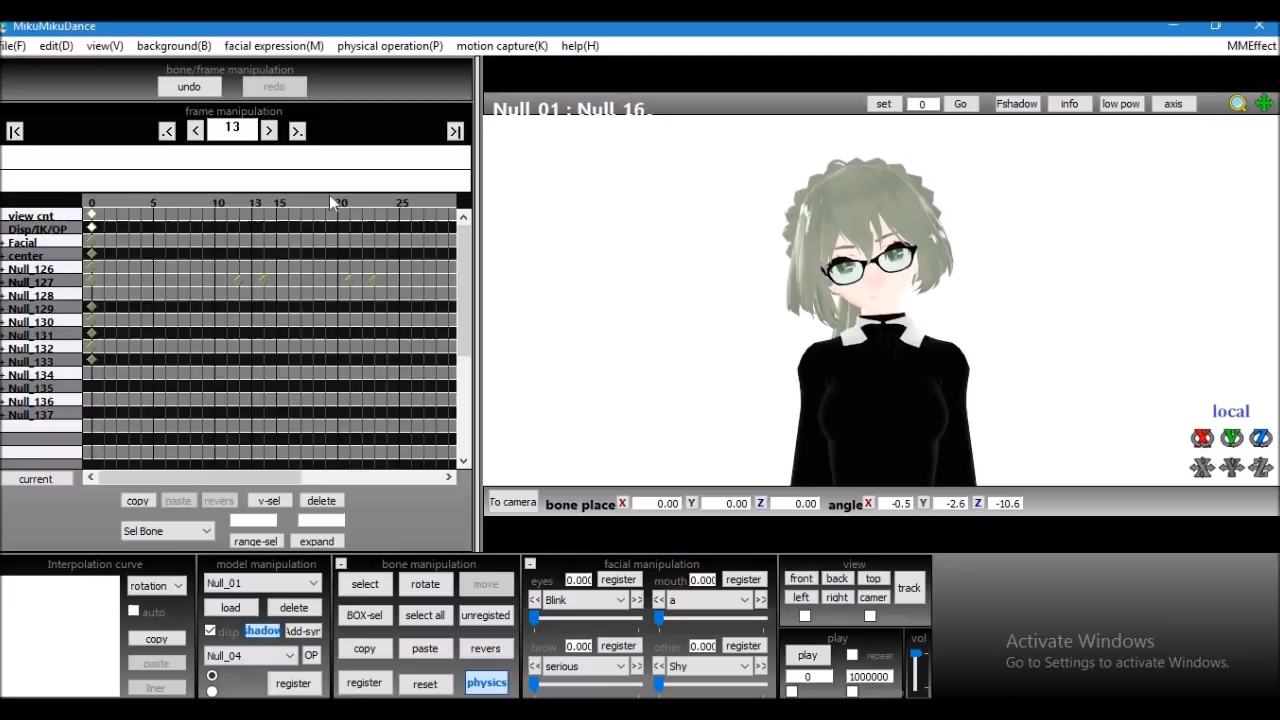 MikuMikuDance
file(F) edit(D) view(V) background(B) facial expression(M) physical operation(P) motion capture(K) help(H) MMEffect
bone/frame manipulation
undo redo
frame manipulation
|< .< < 13 > >. >|
Null_01 : Null_16
set 0 Go Fshadow info low pow axis
0 5 10 13 15 20 25
view cnt
Disp/IK/OP
+ Facial
+ center
+ Null_126
+ Null_127
+ Null_128
+ Null_129
+ Null_130
+ Null_131
+ Null_132
+ Null_133
+ Null_134
+ Null_135
+ Null_136
+ Null_137
current < >
copy paste revers v-sel delete
Sel Bone
range-sel expand
local
X Y Z
X Y Z
To camera bone place X 0.00 Y 0.00 Z 0.00 angle X -0.5 Y -2.6 Z -10.6
Interpolation curve
rotation
auto
copy
paste
liner
model manipulation
Null_01
load delete
disp shadow Add-syn
Null_04 OP
register
- bone manipulation
select rotate move
BOX-sel select all unregisted
copy paste revers
register reset physics
- facial manipulation
eyes 0.000 register mouth 0.000 register
<< Blink >> << a >>
brow 0.000 register other 0.000 register
<< serious >> << Shy >>
view
front back top
left right camer track
play
play repeat
0 1000000
vol
Activate Windows
Go to Settings to activate Windows.